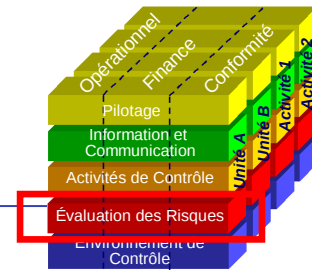 Opérationnel
Finance
Conformité
Pilotage
Information et
Communication
Activités de Contrôle
Évaluation des Risques
Environnement de
Contrôle
Unité A
Unité B
Activité 1
Activité 2